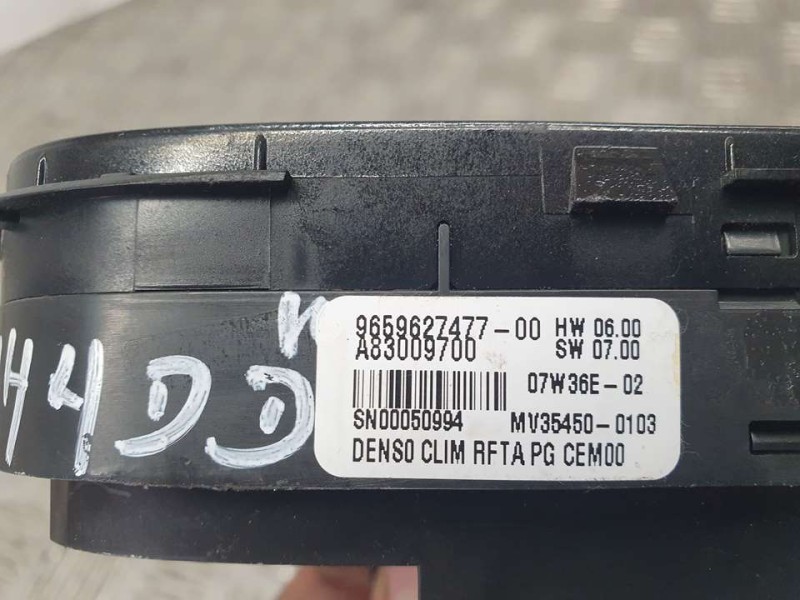 9659627477-00 HW 06.00
A83009700 SW 07.00
07W36E-02
SN00050994 MV35450-0103
DENSO CLIM RFTA PG CEM00